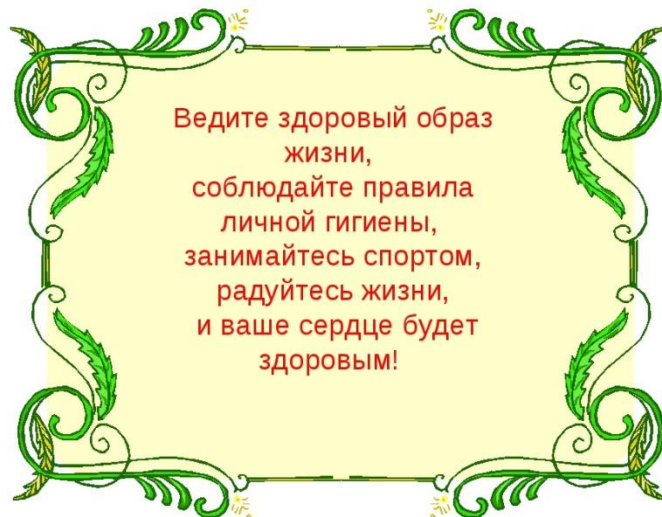 Ведите здоровый образ
жизни,
соблюдайте правила
личной гигиены,
занимайтесь спортом,
радуйтесь жизни,
и ваше сердце будет
здоровым!